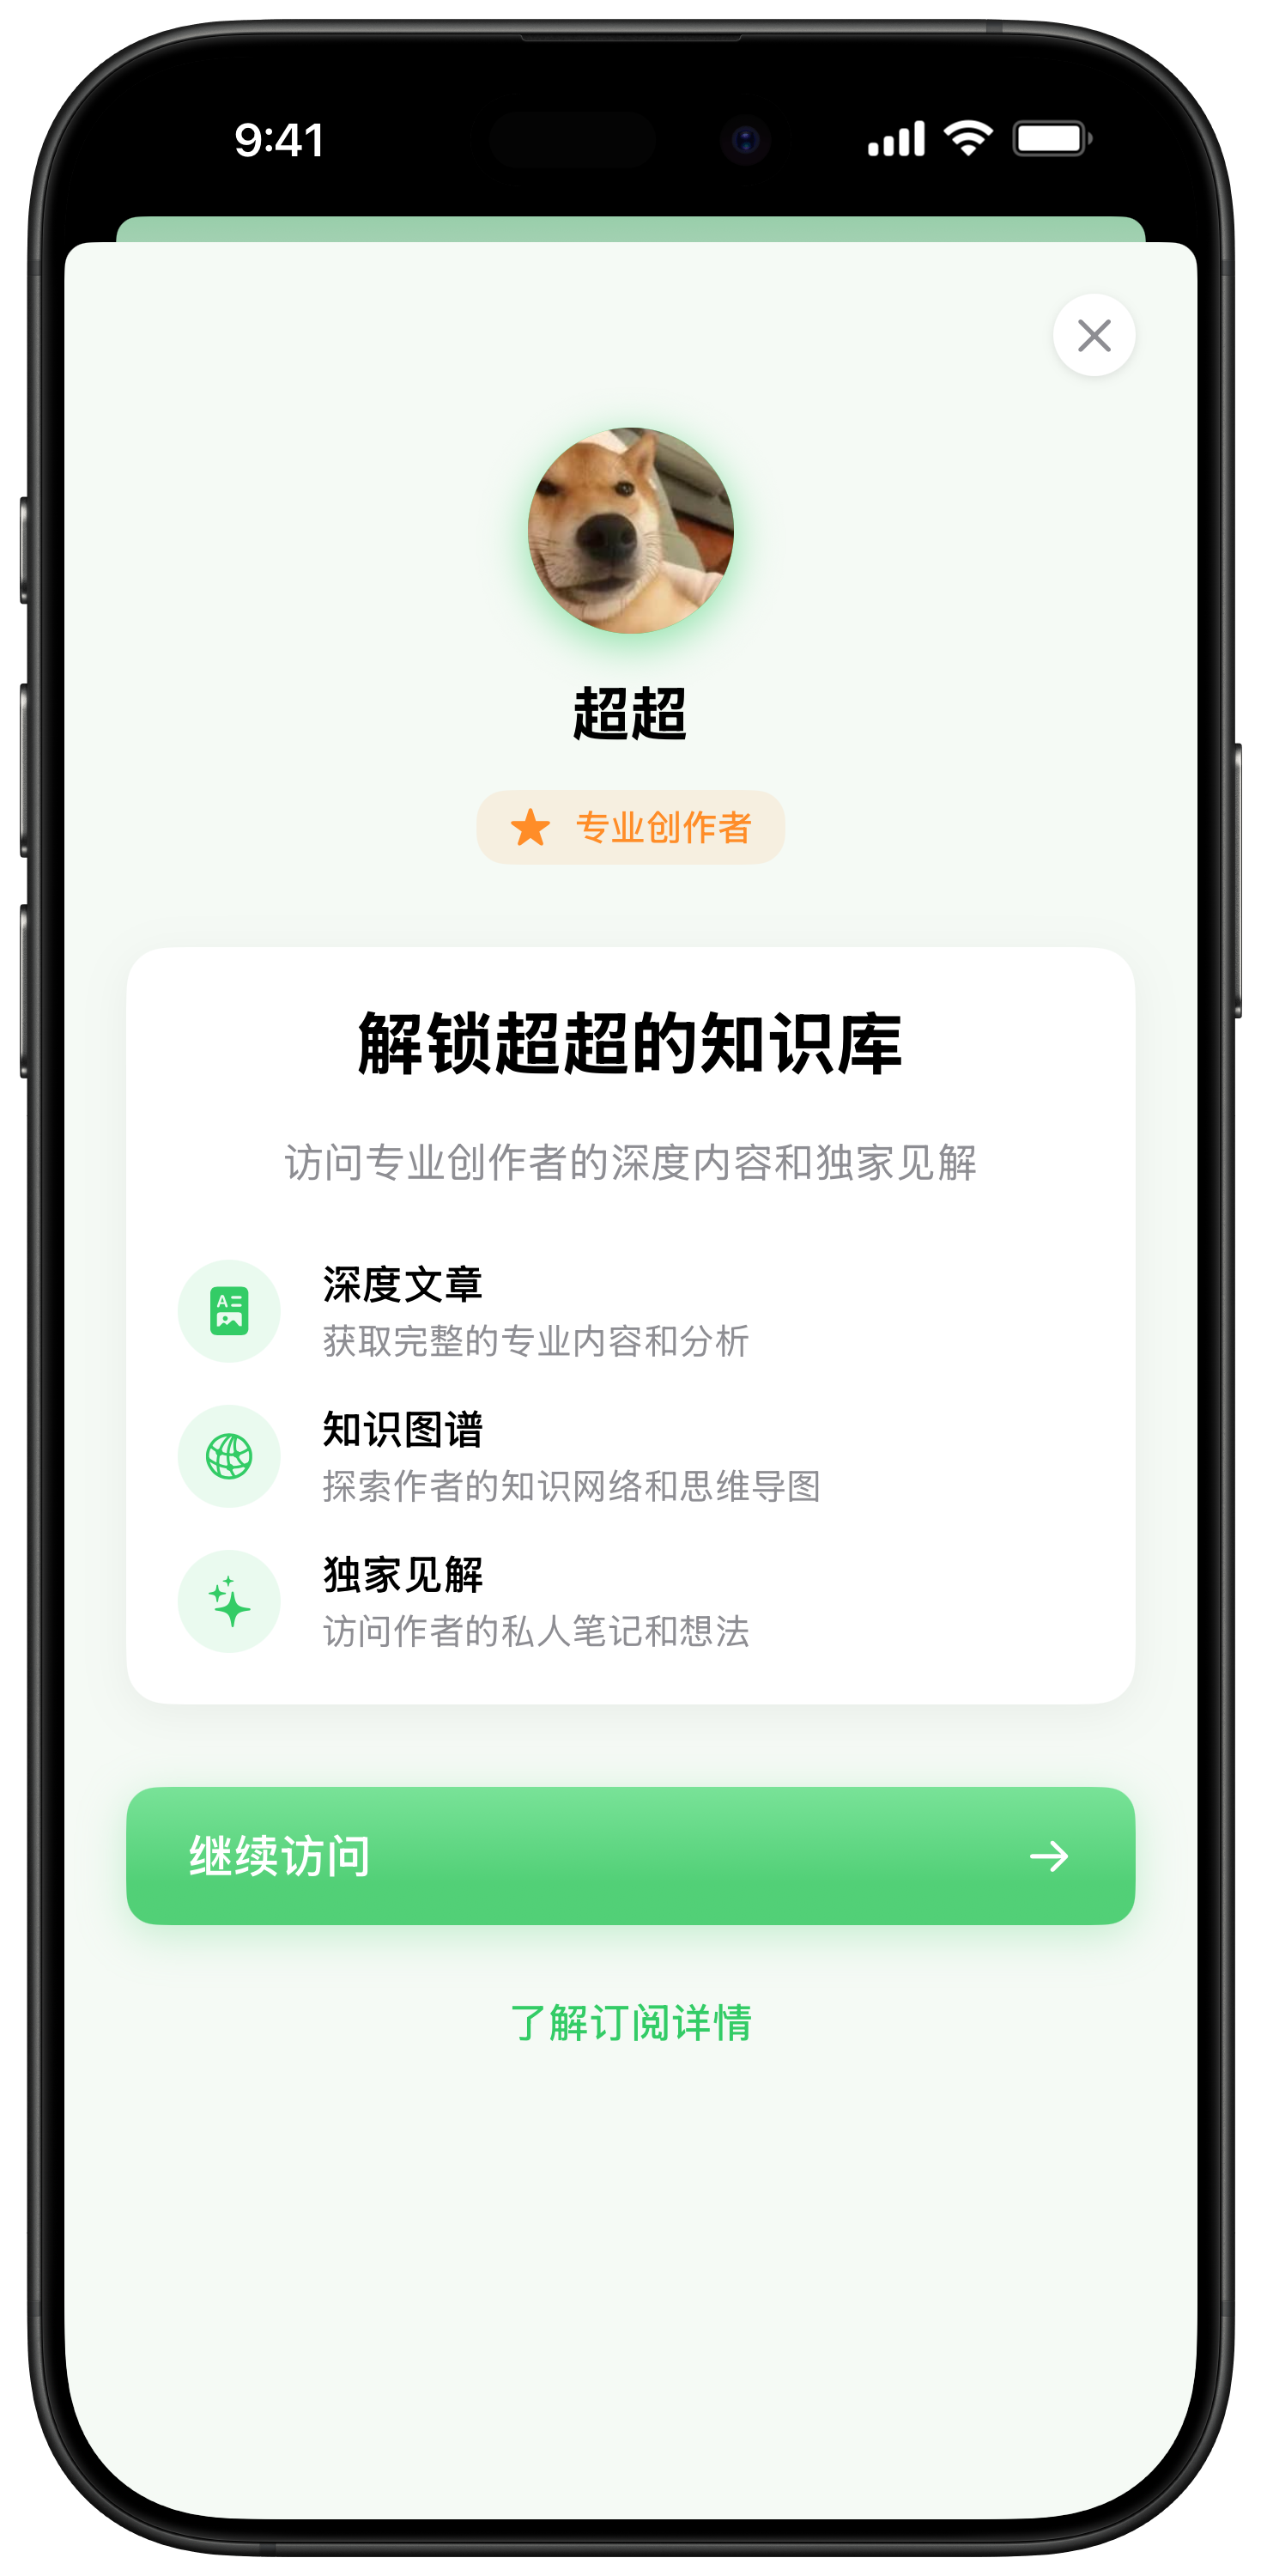 9:41
超超
专业创作者
解锁超超的知识库
访问专业创作者的深度内容和独家见解
深度文章
获取完整的专业内容和分析
知识图谱
探索作者的知识网络和思维导图
独家见解
访问作者的私人笔记和想法
继续访问
了解订阅详情